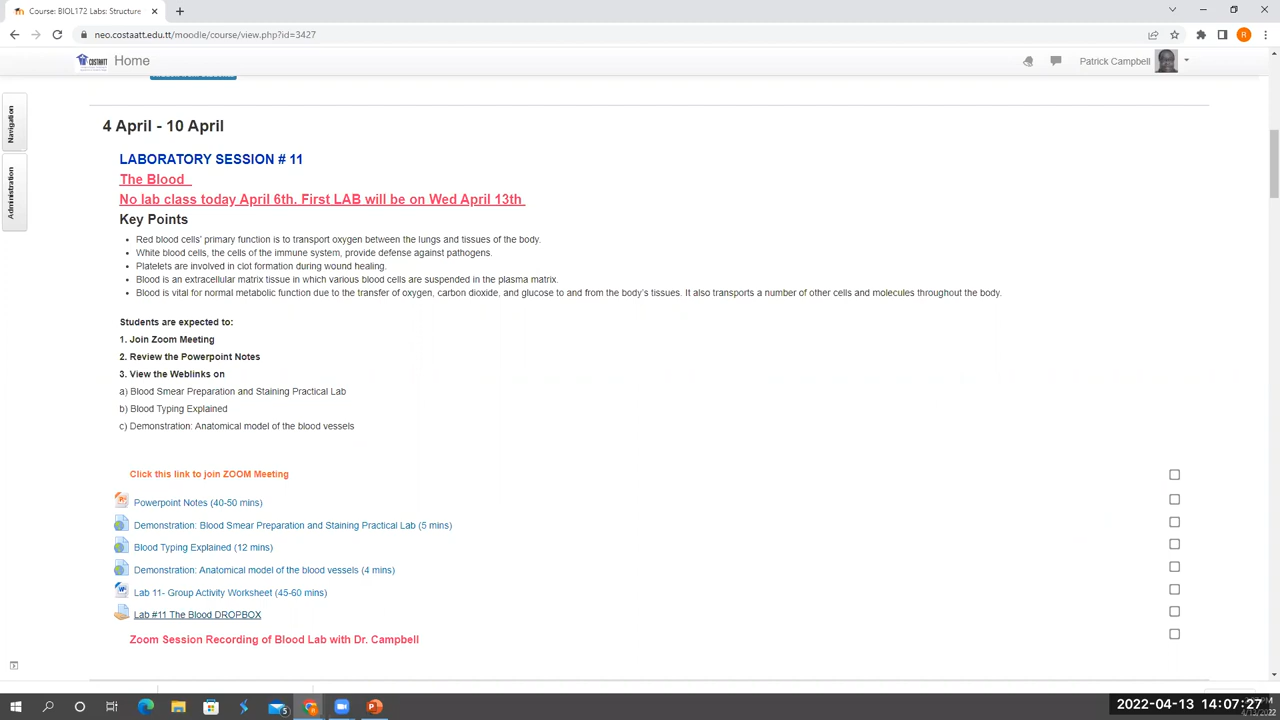 Course: BIOL172 Labs: Structure
neo.costaatt.edu.tt/moodle/course/view.php?id=3427
R
COSTAATT
Home
Patrick Campbell
Navigation
Administration
4 April - 10 April
LABORATORY SESSION # 11
The Blood
No lab class today April 6th. First LAB will be on Wed April 13th
Key Points
Red blood cells' primary function is to transport oxygen between the lungs and tissues of the body.
White blood cells, the cells of the immune system, provide defense against pathogens.
Platelets are involved in clot formation during wound healing.
Blood is an extracellular matrix tissue in which various blood cells are suspended in the plasma matrix.
Blood is vital for normal metabolic function due to the transfer of oxygen, carbon dioxide, and glucose to and from the body's tissues. It also transports a number of other cells and molecules throughout the body.
Students are expected to:
1. Join Zoom Meeting
2. Review the Powerpoint Notes
3. View the Weblinks on
a) Blood Smear Preparation and Staining Practical Lab
b) Blood Typing Explained
c) Demonstration: Anatomical model of the blood vessels
Click this link to join ZOOM Meeting
Powerpoint Notes (40-50 mins)
Demonstration: Blood Smear Preparation and Staining Practical Lab (5 mins)
Blood Typing Explained (12 mins)
Demonstration: Anatomical model of the blood vessels (4 mins)
Lab 11- Group Activity Worksheet (45-60 mins)
Lab #11 The Blood DROPBOX
Zoom Session Recording of Blood Lab with Dr. Campbell
2022-04-13 14:07:27
4/13/2022